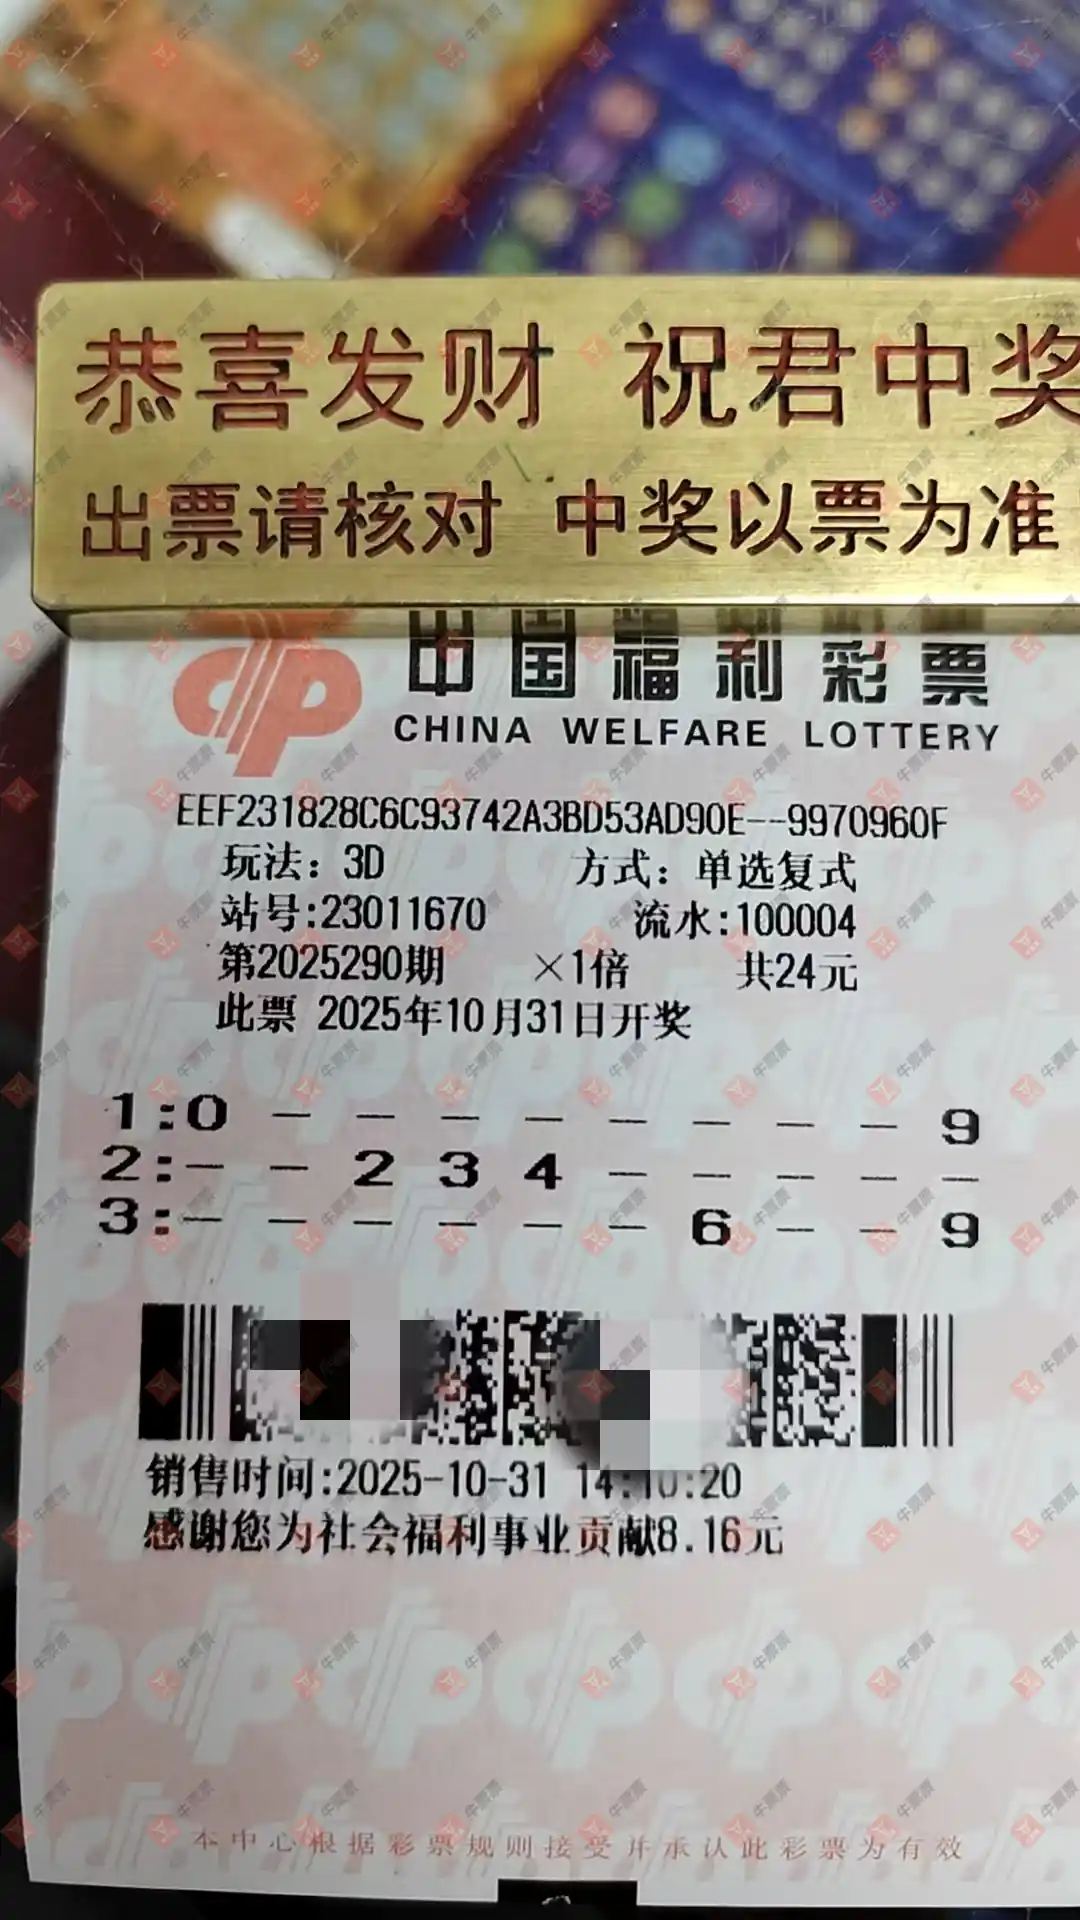 恭喜发财 祝君中奖
出票请核对 中奖以票为准
中国福利彩票
CHINA WELFARE LOTTERY
EEF231828C6C93742A3BD53AD90E--9970960F
玩法：3D 方式：单选复式
站号:23011670 流水:100004
第2025290期 ×1倍 共24元
此票 2025年10月31日开奖
1:0 - - - - - - - - 9
2:- - 2 3 4 - - - - -
3:- - - - - - 6 - - 9
销售时间:2025-10-31 14:10:20
感谢您为社会福利事业贡献8.16元
本中心根据彩票规则接受并承认此彩票为有效
牛票票